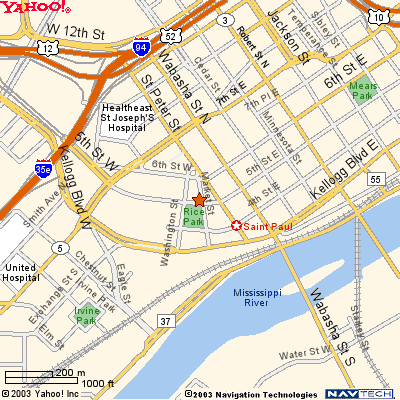 YAHOO!
W 12th St
12
94
52
3
Jackson St
Sibley St
Temperance St
10
Robert St N
Cedar St
Wabasha St N
St Peter St
7th St E
7th Pl E
6th St E
Mears Park
Healtheast
St Joseph'S
Hospital
Minnesota St
5th St W
6th St W
5th St E
Kellogg Blvd E
35e
Kellogg Blvd W
Market St
4th St E
55
Smith Ave
Washington St
Rice Park
Saint Paul
5
United Hospital
Chestnut St
Eagle St
Exchange St S
Irvine Park
Irvine Park
Elm St
37
Mississippi River
Wabasha St S
Water St W
200 m
1000 ft
©2003 Yahoo! Inc
©2003 Navigation Technologies
NAVTECH